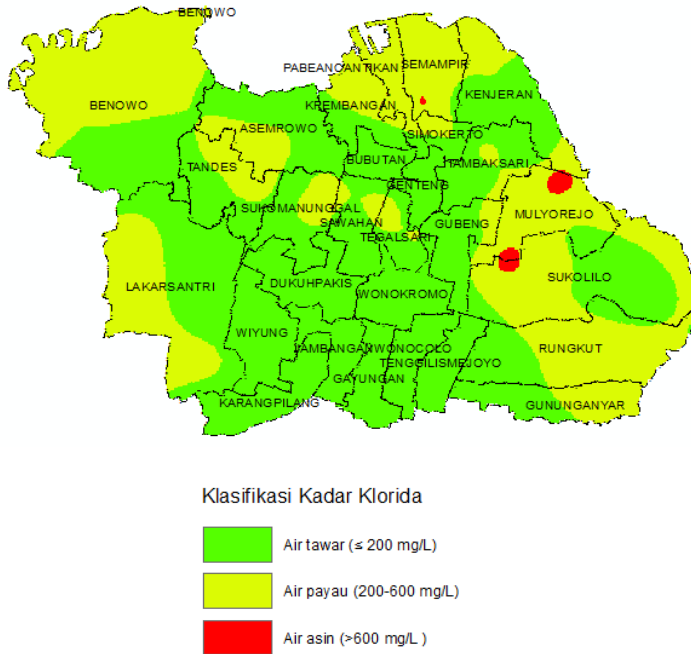 BENOWO
PABEANCANTIKAN
SEMAMPIR
BENOWO
KREMBANGAN
KENJERAN
ASEMROWO
SIMOKERTO
TANDES
BUBUTAN
TAMBAKSARI
GENTENG
SUKOMANUNGGAL
MULYOREJO
SAWAHAN
GUBENG
TEGALSARI
LAKARSANTRI
DUKUHPAKIS
SUKOLILO
WONOKROMO
WIYUNG
JAMBANGAN
WONOCOLO
RUNGKUT
TENGGILISMEJOYO
GAYUNGAN
KARANGPILANG
GUNUNGANYAR
Klasifikasi Kadar Klorida
Air tawar (≤ 200 mg/L)
Air payau (200-600 mg/L)
Air asin (>600 mg/L )